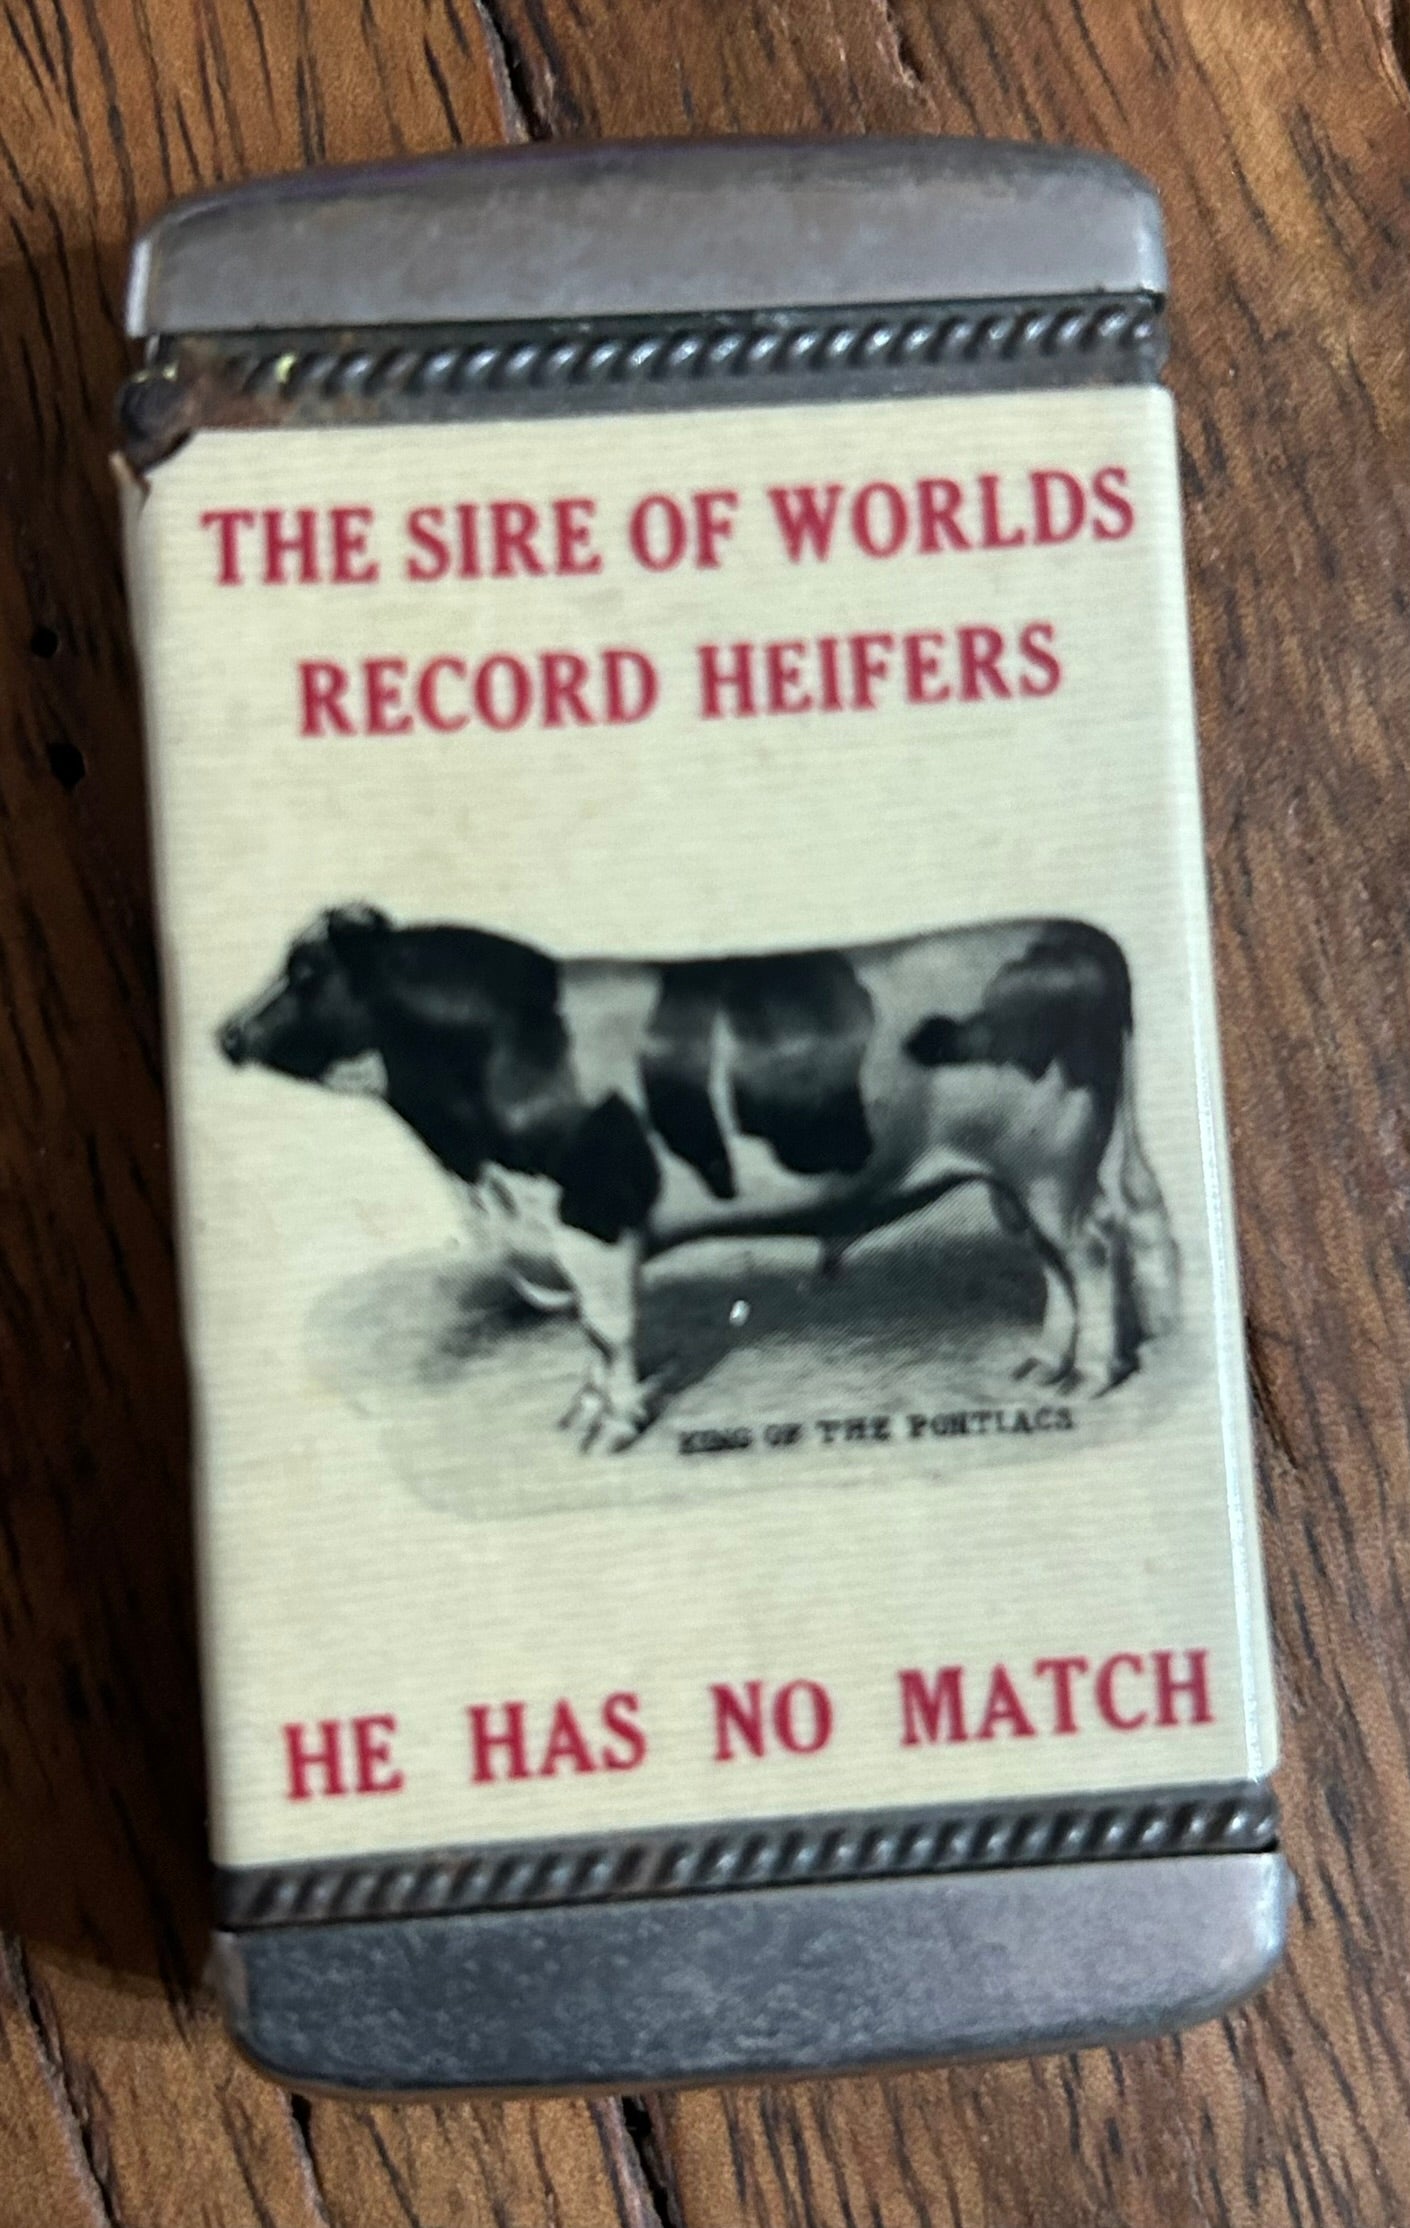 THE SIRE OF WORLDS
RECORD HEIFERS
KING OF THE PONTIACS
HE HAS NO MATCH